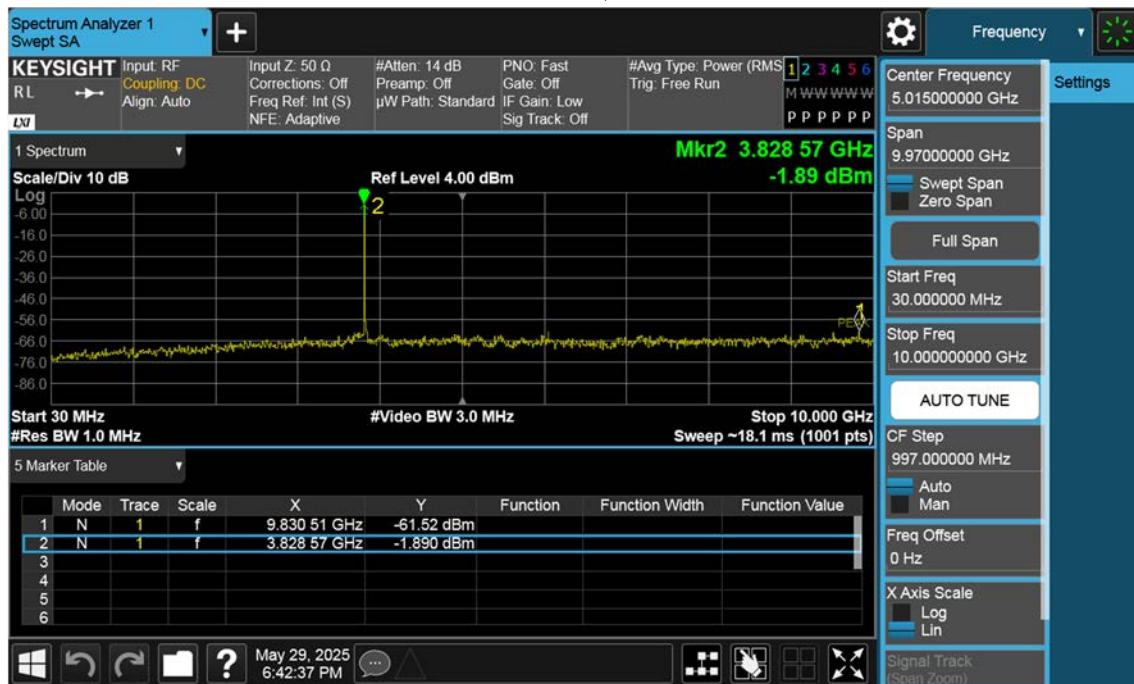 Spectrum Analyzer 1
Swept SA
Frequency
KEYSIGHT
RL
LXI
Input: RF
Coupling: DC
Align: Auto
Input Z: 50 Ω
Corrections: Off
Freq Ref: Int (S)
NFE: Adaptive
#Atten: 14 dB
Preamp: Off
µW Path: Standard
PNO: Fast
Gate: Off
IF Gain: Low
Sig Track: Off
#Avg Type: Power (RMS
Trig: Free Run
1 2 3 4 5 6
M W W W W W
P P P P P P
1 Spectrum
Mkr2 3.828 57 GHz
-1.89 dBm
Scale/Div 10 dB
Ref Level 4.00 dBm
Log
-6.00
-16.0
-26.0
-36.0
-46.0
-56.0
-66.0
-76.0
-86.0
2
1
PEAK
Start 30 MHz
#Video BW 3.0 MHz
Stop 10.000 GHz
#Res BW 1.0 MHz
Sweep ~18.1 ms (1001 pts)
5 Marker Table
Mode Trace Scale X Y Function Function Width Function Value
1 N 1 f 9.830 51 GHz -61.52 dBm
2 N 1 f 3.828 57 GHz -1.890 dBm
3
4
5
6
May 29, 2025
6:42:37 PM
Center Frequency
5.015000000 GHz
Span
9.97000000 GHz
Swept Span
Zero Span
Full Span
Start Freq
30.000000 MHz
Stop Freq
10.000000000 GHz
AUTO TUNE
CF Step
997.000000 MHz
Auto
Man
Freq Offset
0 Hz
X Axis Scale
Log
Lin
Signal Track
(Span Zoom)
Settings